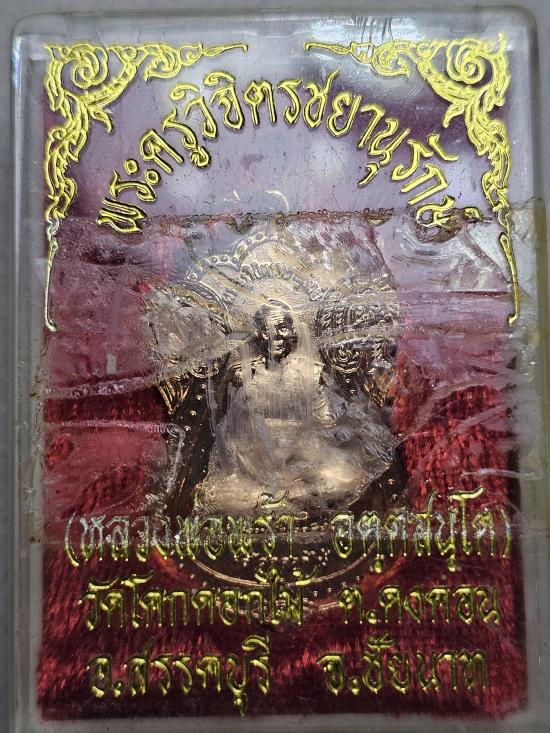 พระครูวิจิตรชยานุรักษ์
(หลวงพ่อพร้า อตฺตสนฺโต)
วัดโคกดอกไม้ ต.ดงคอน
อ.สรรคบุรี จ.ชัยนาท